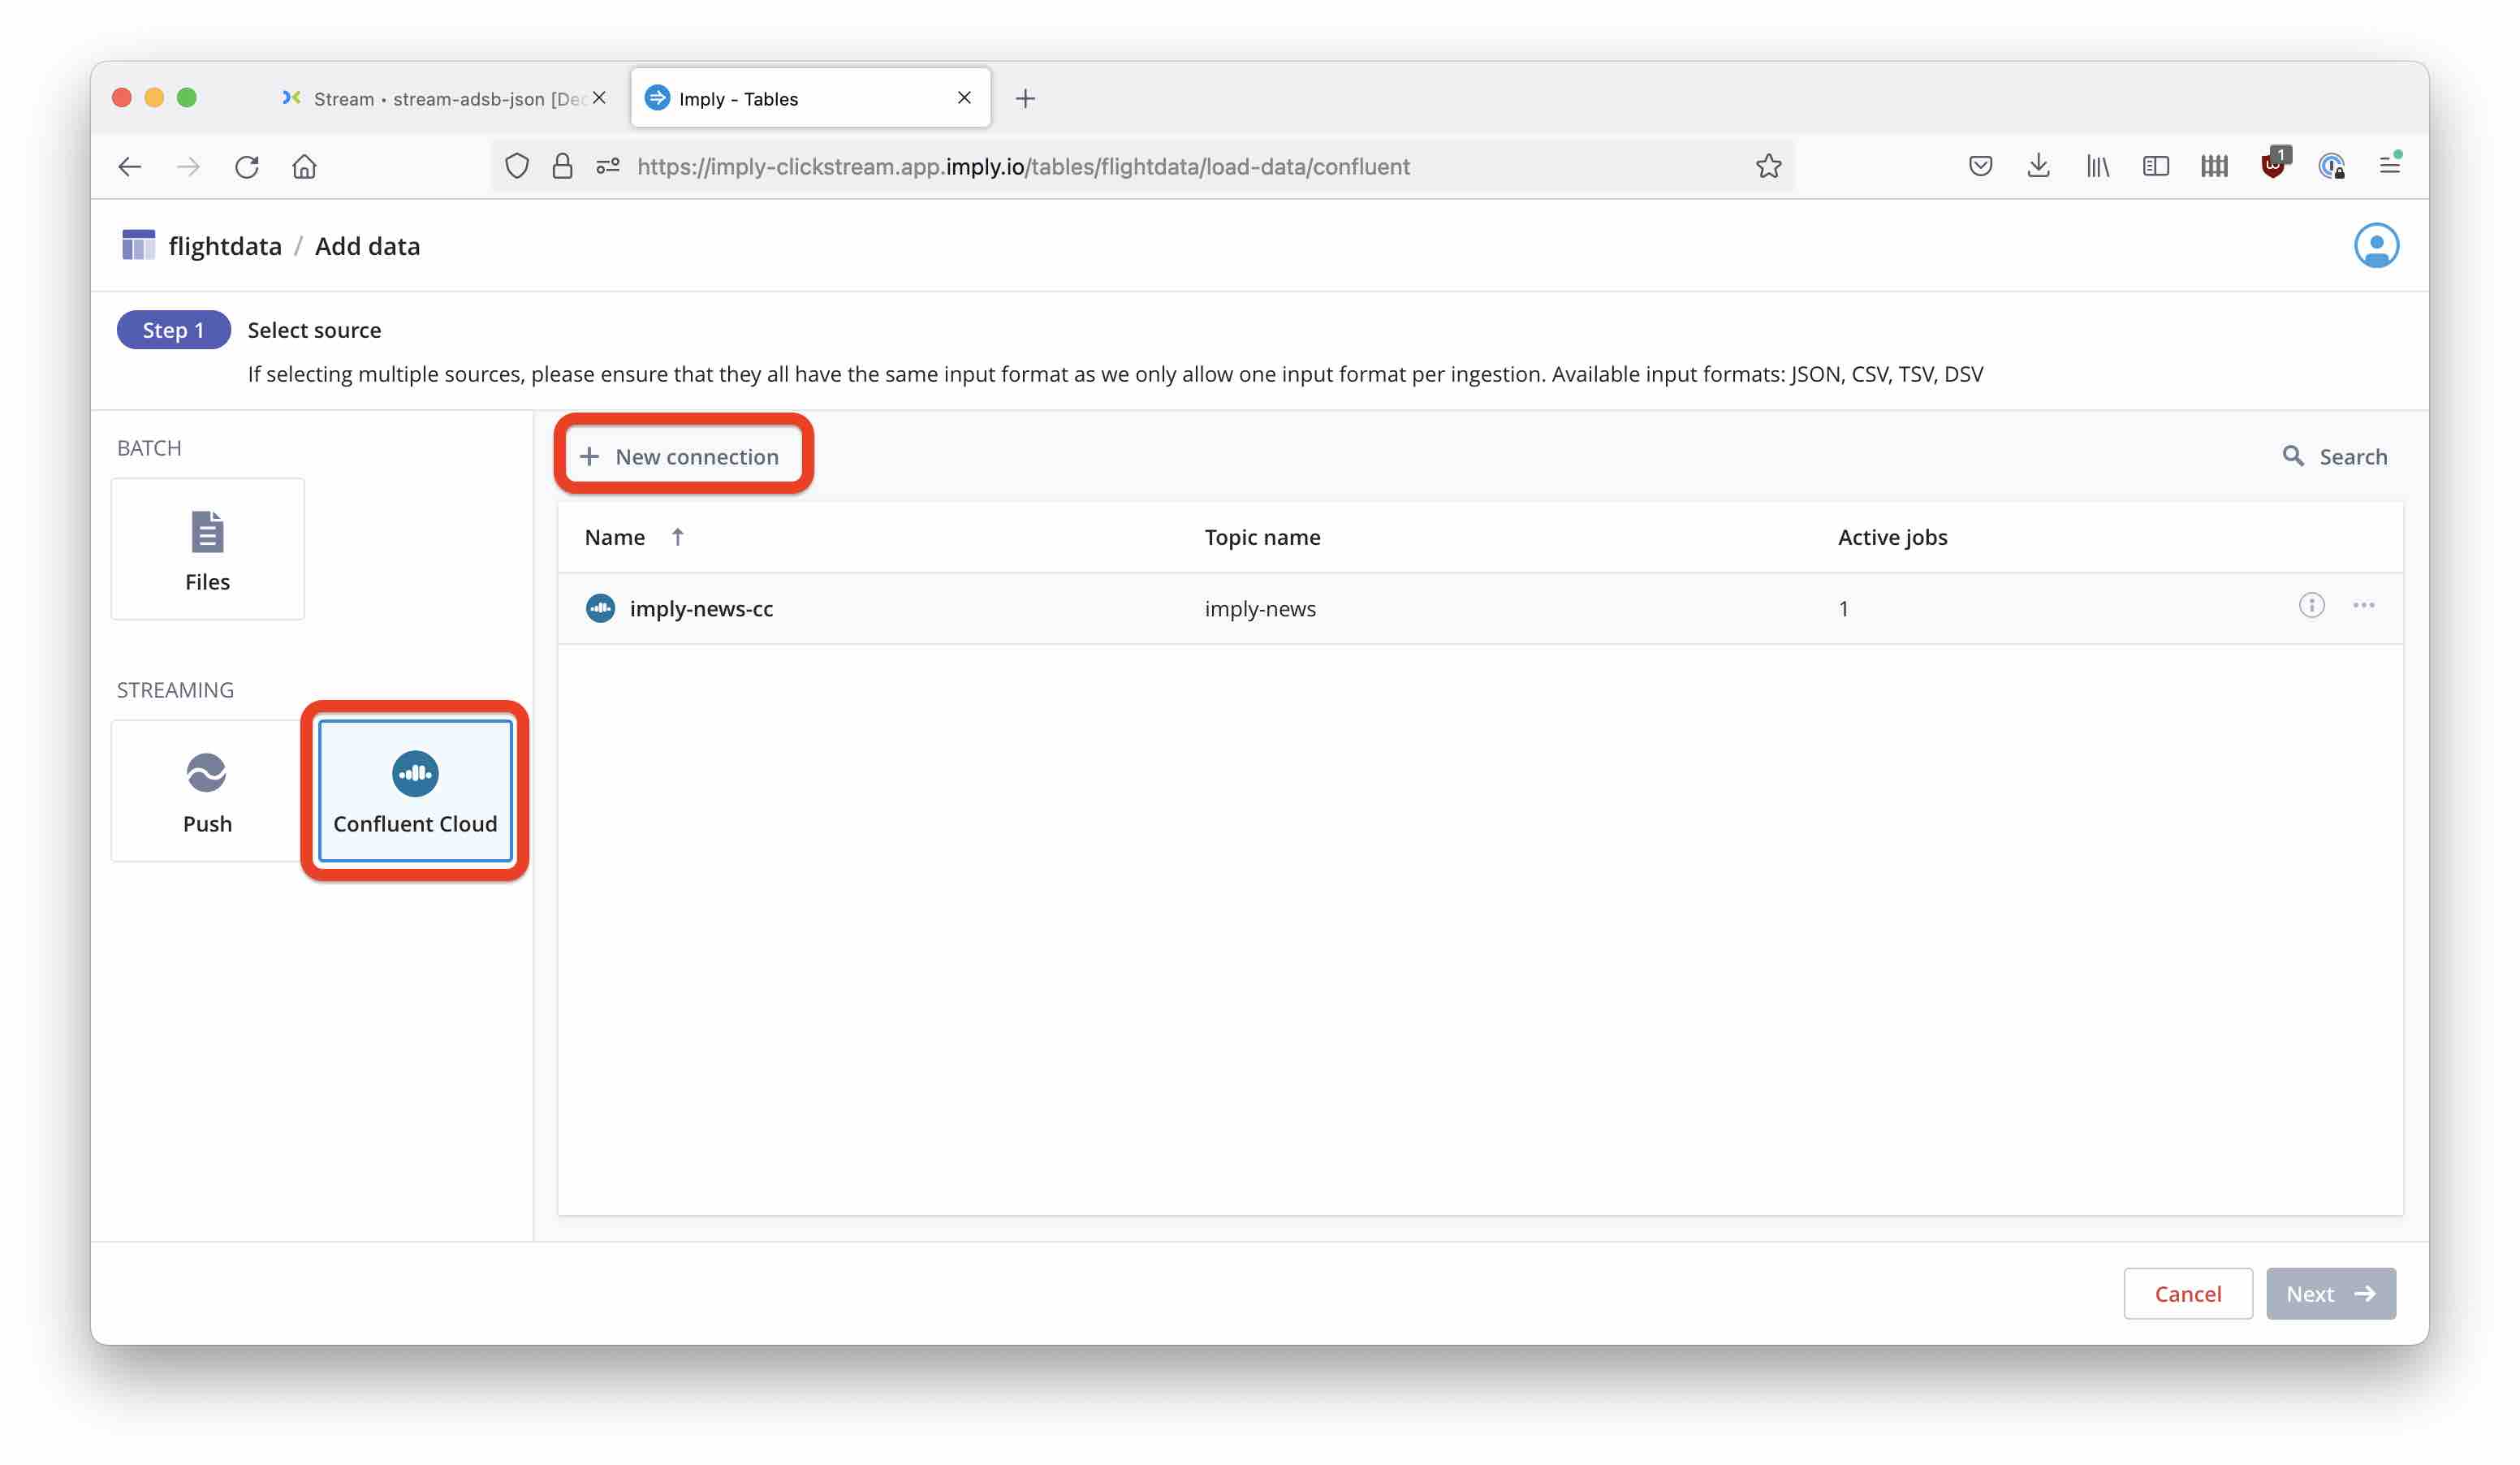 Stream • stream-adsb-json [Dec
Imply - Tables
https://imply-clickstream.app.imply.io/tables/flightdata/load-data/confluent
1
flightdata / Add data
Step 1 Select source
If selecting multiple sources, please ensure that they all have the same input format as we only allow one input format per ingestion. Available input formats: JSON, CSV, TSV, DSV
BATCH
Files
STREAMING
Push
Confluent Cloud
New connection
Search
Name Topic name Active jobs
imply-news-cc imply-news 1
Cancel
Next